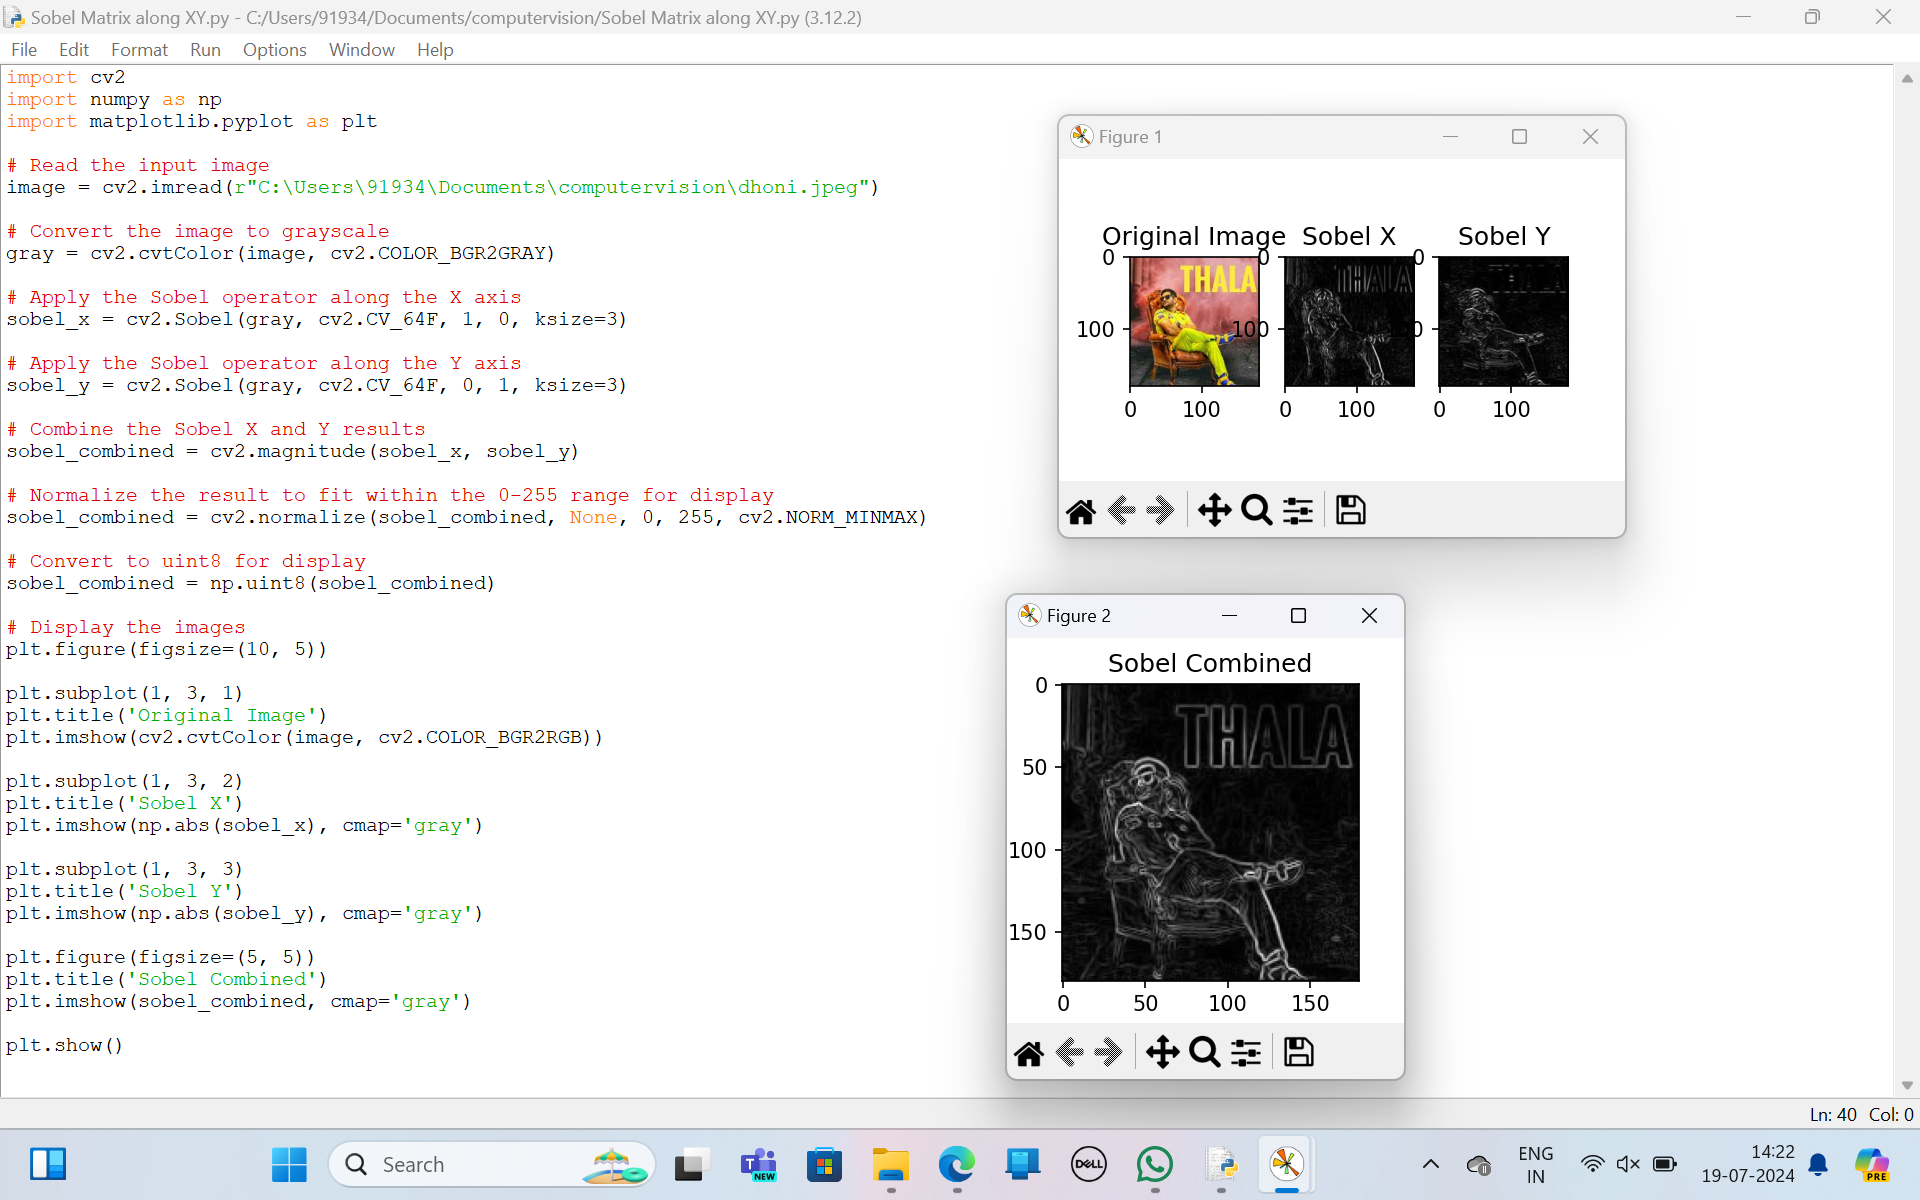 Sobel Matrix along XY.py - C:/Users/91934/Documents/computervision/Sobel Matrix along XY.py (3.12.2)
File Edit Format Run Options Window Help
import cv2
import numpy as np
import matplotlib.pyplot as plt
# Read the input image
image = cv2.imread(r"C:\Users\91934\Documents\computervision\dhoni.jpeg")
# Convert the image to grayscale
gray = cv2.cvtColor(image, cv2.COLOR_BGR2GRAY)
# Apply the Sobel operator along the X axis
sobel_x = cv2.Sobel(gray, cv2.CV_64F, 1, 0, ksize=3)
# Apply the Sobel operator along the Y axis
sobel_y = cv2.Sobel(gray, cv2.CV_64F, 0, 1, ksize=3)
# Combine the Sobel X and Y results
sobel_combined = cv2.magnitude(sobel_x, sobel_y)
# Normalize the result to fit within the 0-255 range for display
sobel_combined = cv2.normalize(sobel_combined, None, 0, 255, cv2.NORM_MINMAX)
# Convert to uint8 for display
sobel_combined = np.uint8(sobel_combined)
# Display the images
plt.figure(figsize=(10, 5))
plt.subplot(1, 3, 1)
plt.title('Original Image')
plt.imshow(cv2.cvtColor(image, cv2.COLOR_BGR2RGB))
plt.subplot(1, 3, 2)
plt.title('Sobel X')
plt.imshow(np.abs(sobel_x), cmap='gray')
plt.subplot(1, 3, 3)
plt.title('Sobel Y')
plt.imshow(np.abs(sobel_y), cmap='gray')
plt.figure(figsize=(5, 5))
plt.title('Sobel Combined')
plt.imshow(sobel_combined, cmap='gray')
plt.show()
Figure 1
Original Image Sobel X Sobel Y
0 0 0
THALA THALA THALA
100 100 0
0 100 0 100 0 100
Figure 2
Sobel Combined
0
THALA
50
100
150
0 50 100 150
Ln: 40 Col: 0
Search
T NEW
DELL
ENG
IN
14:22
19-07-2024
PRE